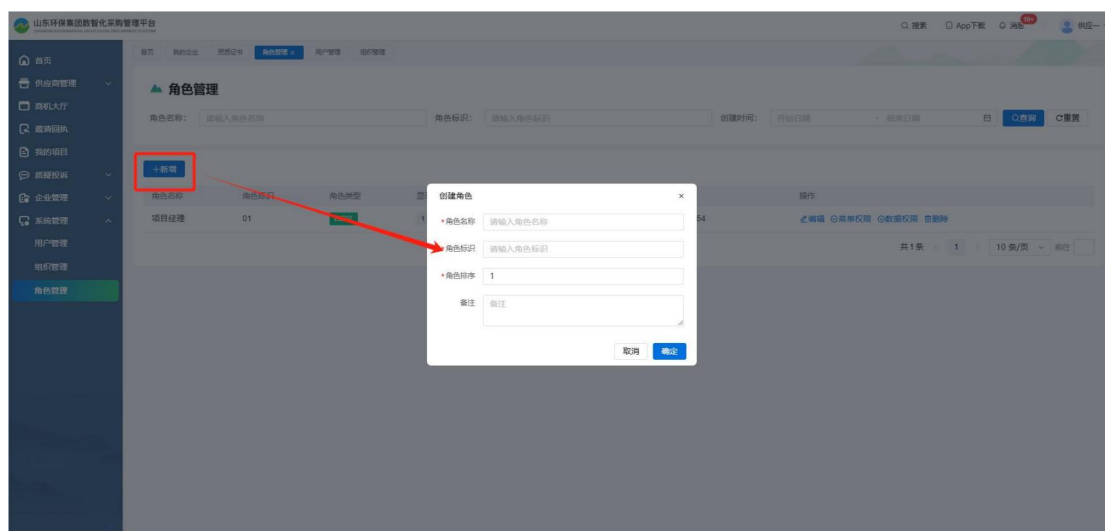 山东环保集团数智化采购管理平台
搜索 App下载 消息 99+ 供应一
首页 我的企业 资质证书 角色管理 × 用户管理 组织管理
首页
供应商管理
商机大厅
邀请回执
我的项目
质疑投诉
企业管理
系统管理
用户管理
组织管理
角色管理
角色管理
角色名称: 请输入角色名称 角色标识: 请输入角色标识 创建时间: 开始日期 - 结束日期 查询 重置
+新增
角色名称 角色标识 角色类型 显 操作
项目经理 01 1 54 编辑 菜单权限 数据权限 删除
共1条 1 10条/页 前往
创建角色 ×
*角色名称 请输入角色名称
*角色标识 请输入角色标识
*角色排序 1
备注 备注
取消 确定